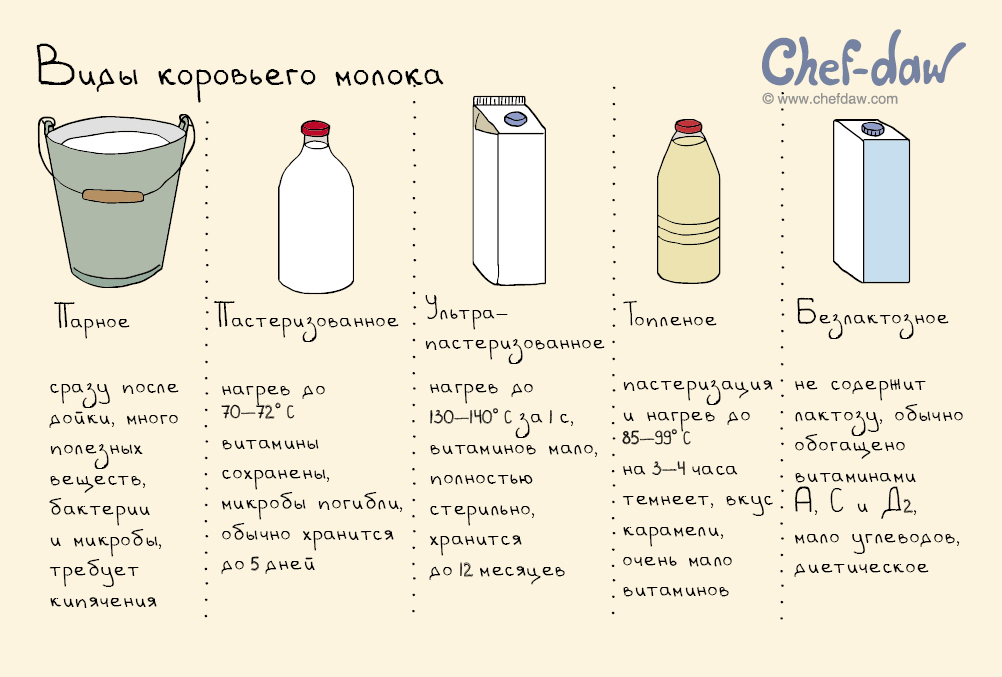 Виды коровьего молока
Chef-daw
© www.chefdaw.com
Парное
сразу после
дойки, много
полезных
веществ,
бактерии
и микробы,
требует
кипячения
Пастеризованное
нагрев до
70—72° С
витамины
сохранены,
микробы погибли,
обычно хранится
до 5 дней
Ультра-
пастеризованное
нагрев до
130—140° С за 1 с,
витаминов мало,
полностью
стерильно,
хранится
до 12 месяцев
Топленое
пастеризация
и нагрев до
85—99° С
на 3—4 часа
темнеет, вкус
карамели,
очень мало
витаминов
Безлактозное
не содержит
лактозу, обычно
обогащено
витаминами
А, С и Д2,
мало углеводов,
диетическое